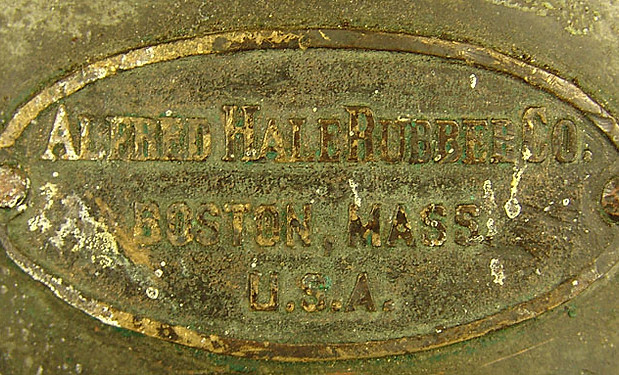 ALFRED HALE RUBBER CO.
BOSTON, MASS.
U.S.A.